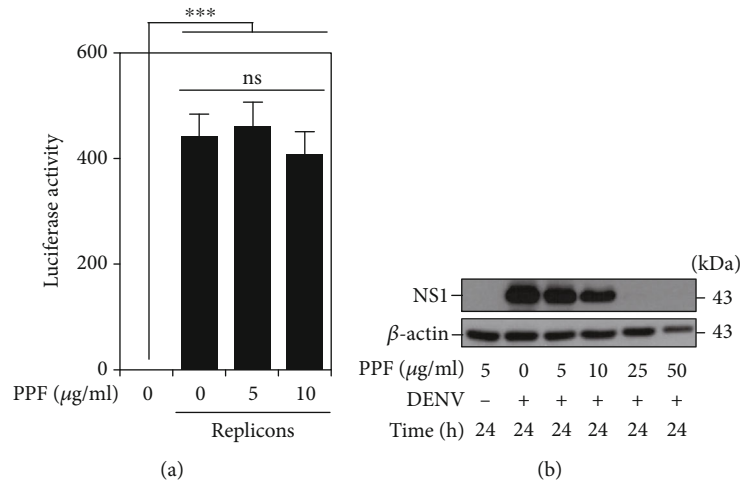 ***
600
ns
400
200
0
Luciferase activity
PPF (μg/ml) 0 0 5 10
Replicons
(a)
(kDa)
NS1 43
β-actin 43
PPF (μg/ml) 5 0 5 10 25 50
DENV – + + + + +
Time (h) 24 24 24 24 24 24
(b)